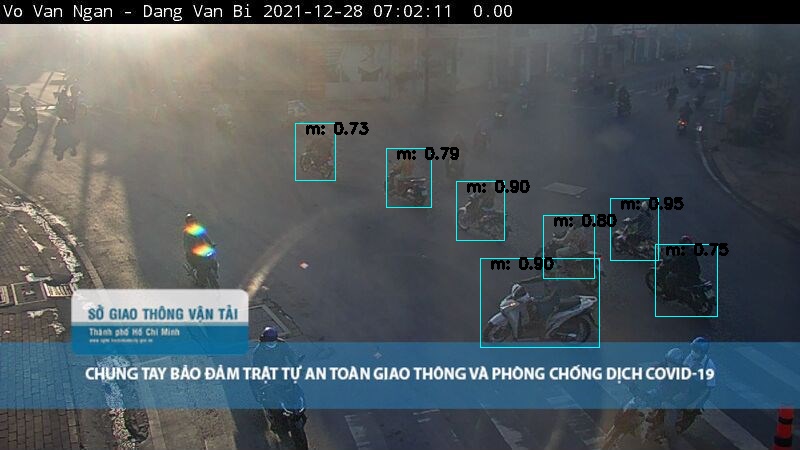 Vo Van Ngan - Dang Van Bi 2021-12-28 07:02:11 0.00
m: 0.73
m: 0.79
m: 0.90
m: 0.95
m: 0.80
m: 0.75
m: 0.90
SỞ GIAO THÔNG VẬN TẢI
Thành phố Hồ Chí Minh
CHUNG TAY BẢO ĐẢM TRẬT TỰ AN TOÀN GIAO THÔNG VÀ PHÒNG CHỐNG DỊCH COVID-19